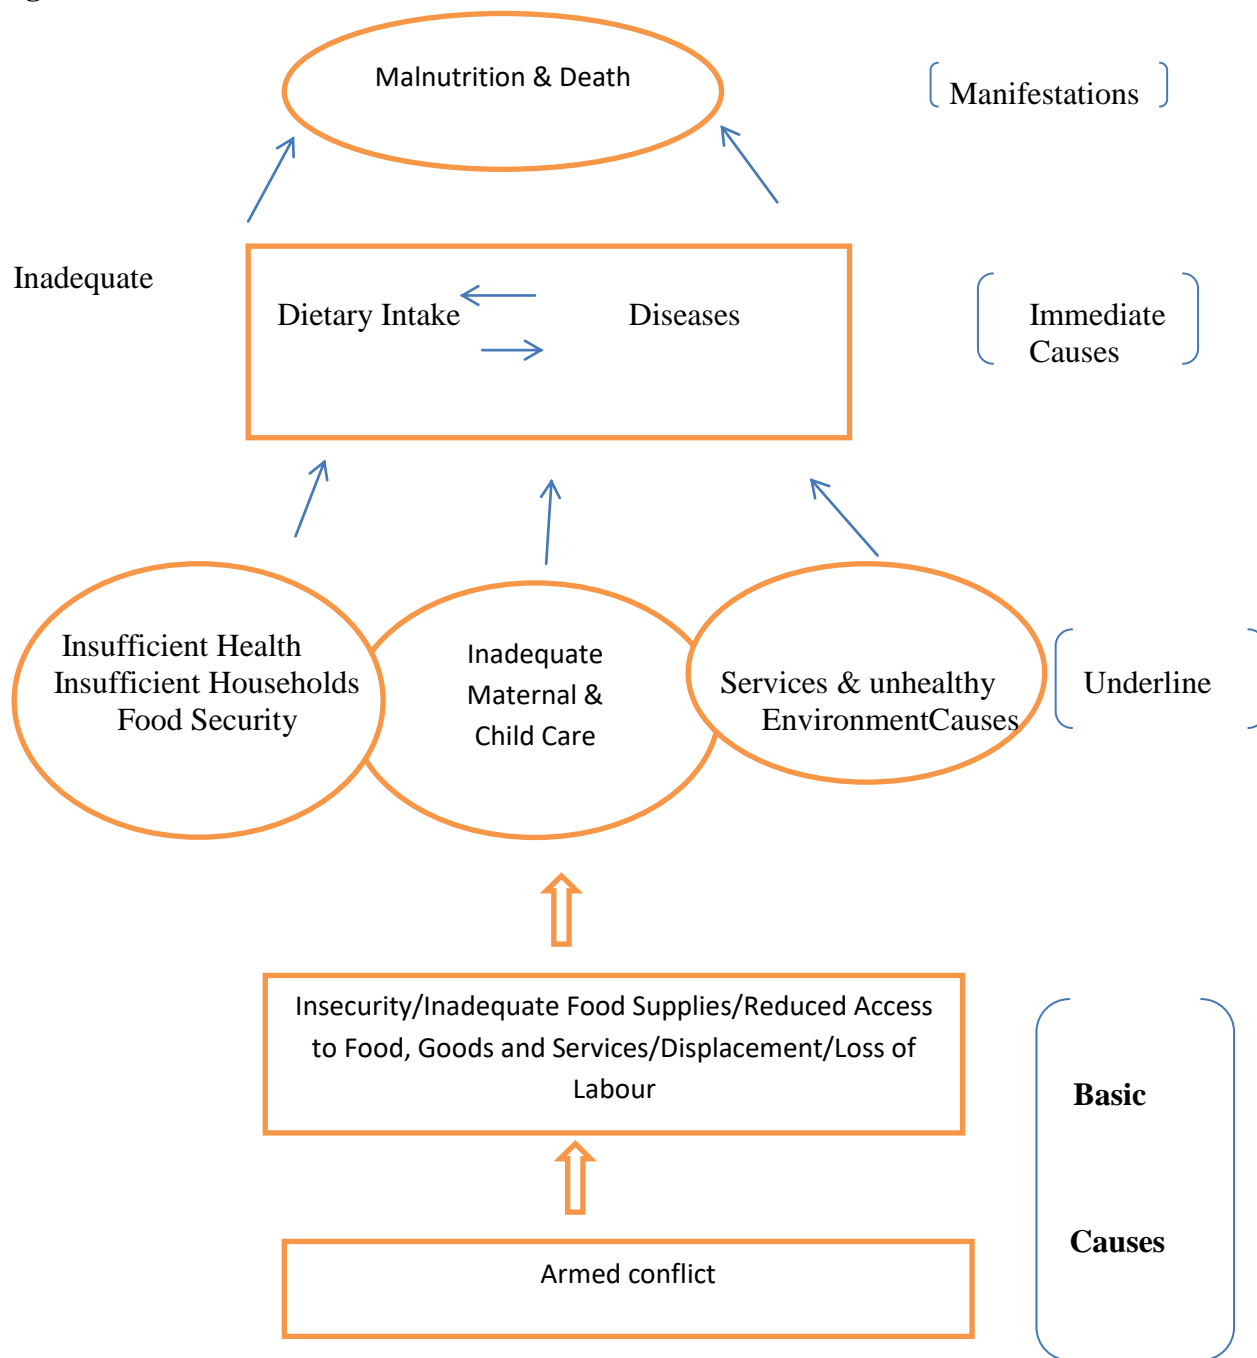 Malnutrition & Death
Manifestations
Inadequate
Dietary Intake
Diseases
Immediate
Causes
Insufficient Health
Insufficient Households
Food Security
Inadequate
Maternal &
Child Care
Services & unhealthy
EnvironmentCauses
Underline
Insecurity/Inadequate Food Supplies/Reduced Access
to Food, Goods and Services/Displacement/Loss of
Labour
Basic
Causes
Armed conflict